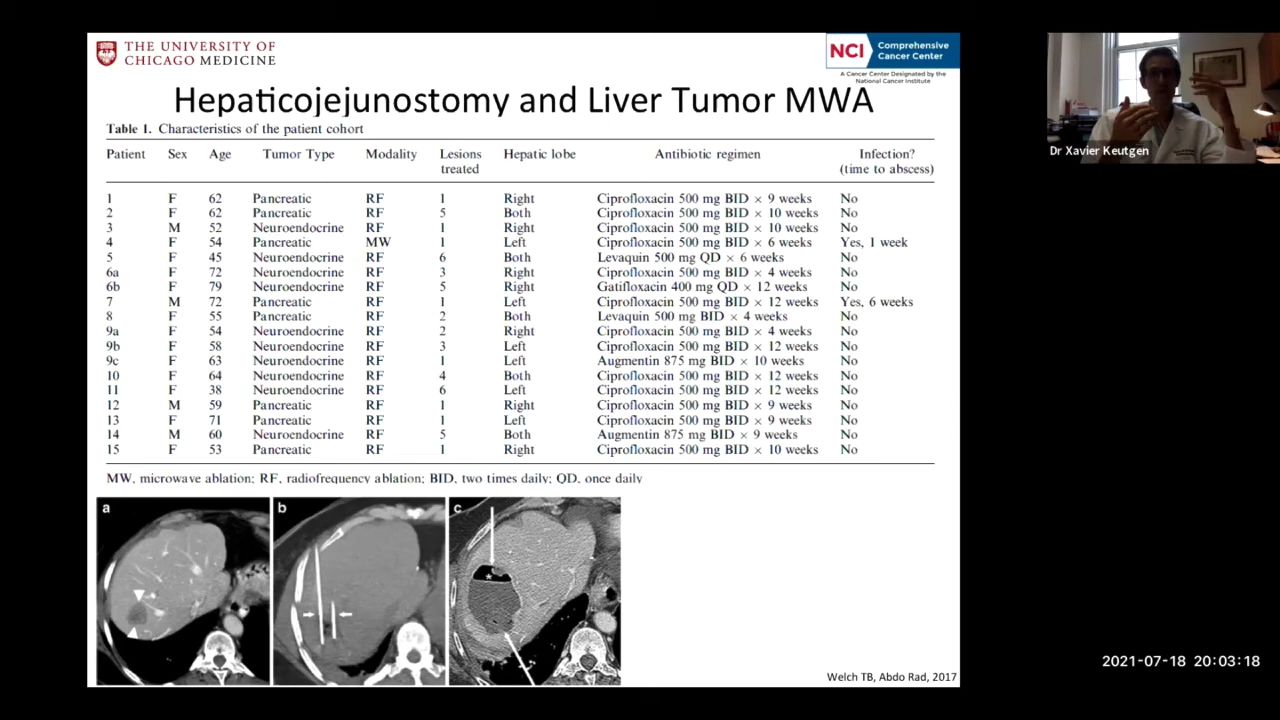 THE UNIVERSITY OF
CHICAGO MEDICINE
NCI Comprehensive
Cancer Center
A Cancer Center Designated by the
National Cancer Institute
Hepaticojejunostomy and Liver Tumor MWA
Table 1. Characteristics of the patient cohort
Patient Sex Age Tumor Type Modality Lesions treated Hepatic lobe Antibiotic regimen Infection? (time to abscess)
1 F 62 Pancreatic RF 1 Right Ciprofloxacin 500 mg BID × 9 weeks No
2 F 62 Pancreatic RF 5 Both Ciprofloxacin 500 mg BID × 10 weeks No
3 M 52 Neuroendocrine RF 1 Right Ciprofloxacin 500 mg BID × 10 weeks No
4 F 54 Pancreatic MW 1 Left Ciprofloxacin 500 mg BID × 6 weeks Yes, 1 week
5 F 45 Neuroendocrine RF 6 Both Levaquin 500 mg QD × 6 weeks No
6a F 72 Neuroendocrine RF 3 Right Ciprofloxacin 500 mg BID × 4 weeks No
6b F 79 Neuroendocrine RF 5 Right Gatifloxacin 400 mg QD × 12 weeks No
7 M 72 Pancreatic RF 1 Left Ciprofloxacin 500 mg BID × 12 weeks Yes, 6 weeks
8 F 55 Pancreatic RF 2 Both Levaquin 500 mg BID × 4 weeks No
9a F 54 Neuroendocrine RF 2 Right Ciprofloxacin 500 mg BID × 4 weeks No
9b F 58 Neuroendocrine RF 3 Left Ciprofloxacin 500 mg BID × 12 weeks No
9c F 63 Neuroendocrine RF 1 Left Augmentin 875 mg BID × 10 weeks No
10 F 64 Neuroendocrine RF 4 Both Ciprofloxacin 500 mg BID × 12 weeks No
11 F 38 Neuroendocrine RF 6 Left Ciprofloxacin 500 mg BID × 12 weeks No
12 M 59 Pancreatic RF 1 Right Ciprofloxacin 500 mg BID × 9 weeks No
13 F 71 Pancreatic RF 1 Left Ciprofloxacin 500 mg BID × 9 weeks No
14 M 60 Neuroendocrine RF 5 Both Augmentin 875 mg BID × 9 weeks No
15 F 53 Pancreatic RF 1 Right Ciprofloxacin 500 mg BID × 10 weeks No
MW, microwave ablation; RF, radiofrequency ablation; BID, two times daily; QD, once daily
a b c
*
Welch TB, Abdo Rad, 2017
Dr Xavier Keutgen
2021-07-18 20:03:18